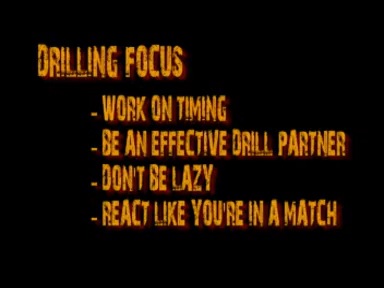 DRILLING FOCUS
- WORK ON TIMING
- BE AN EFFECTIVE DRILL PARTNER
- DON'T BE LAZY
- REACT LIKE YOU'RE IN A MATCH